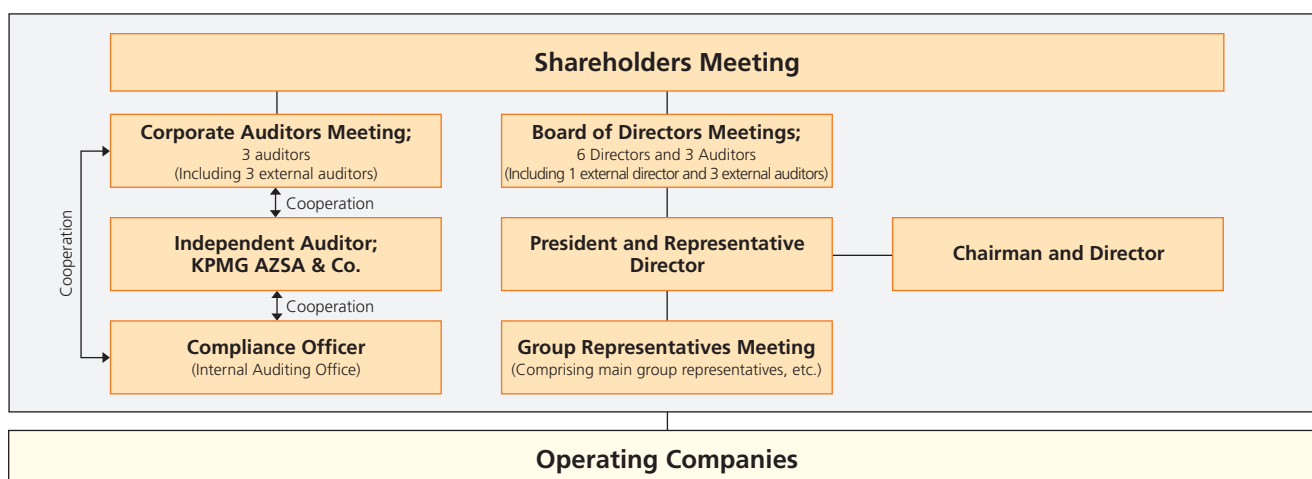 Shareholders Meeting
Corporate Auditors Meeting;
3 auditors
(Including 3 external auditors)
Board of Directors Meetings;
6 Directors and 3 Auditors
(Including 1 external director and 3 external auditors)
Cooperation
Cooperation
Independent Auditor;
KPMG AZSA & Co.
President and Representative
Director
Chairman and Director
Cooperation
Compliance Officer
(Internal Auditing Office)
Group Representatives Meeting
(Comprising main group representatives, etc.)
Operating Companies